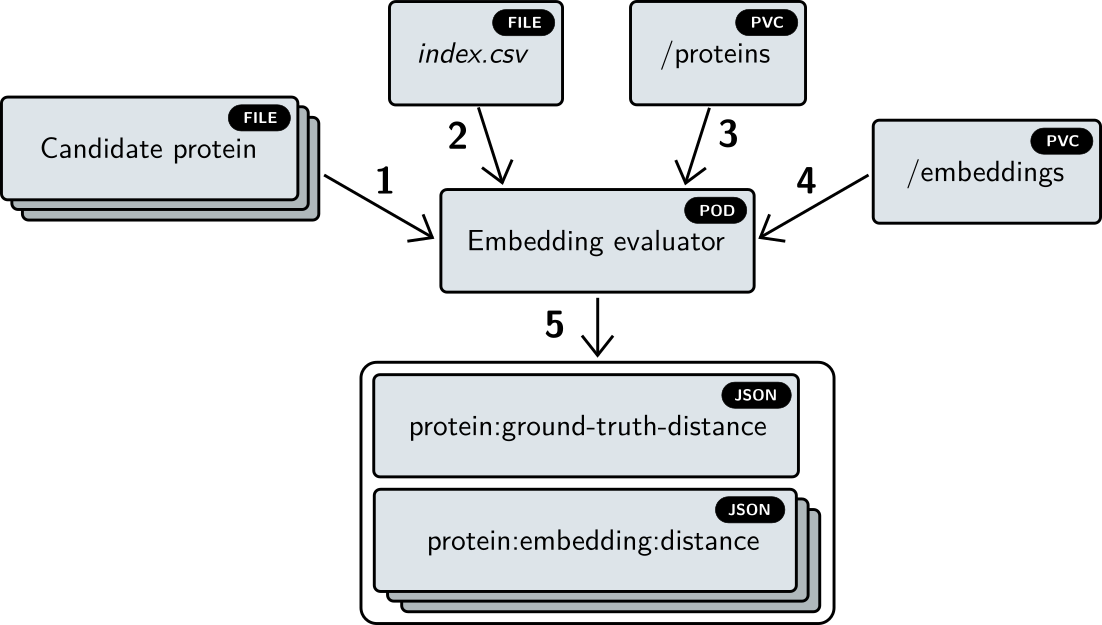 FILE
index.csv
PVC
/proteins
FILE
Candidate protein
PVC
/embeddings
1
2
3
4
POD
Embedding evaluator
5
JSON
protein:ground-truth-distance
JSON
protein:embedding:distance